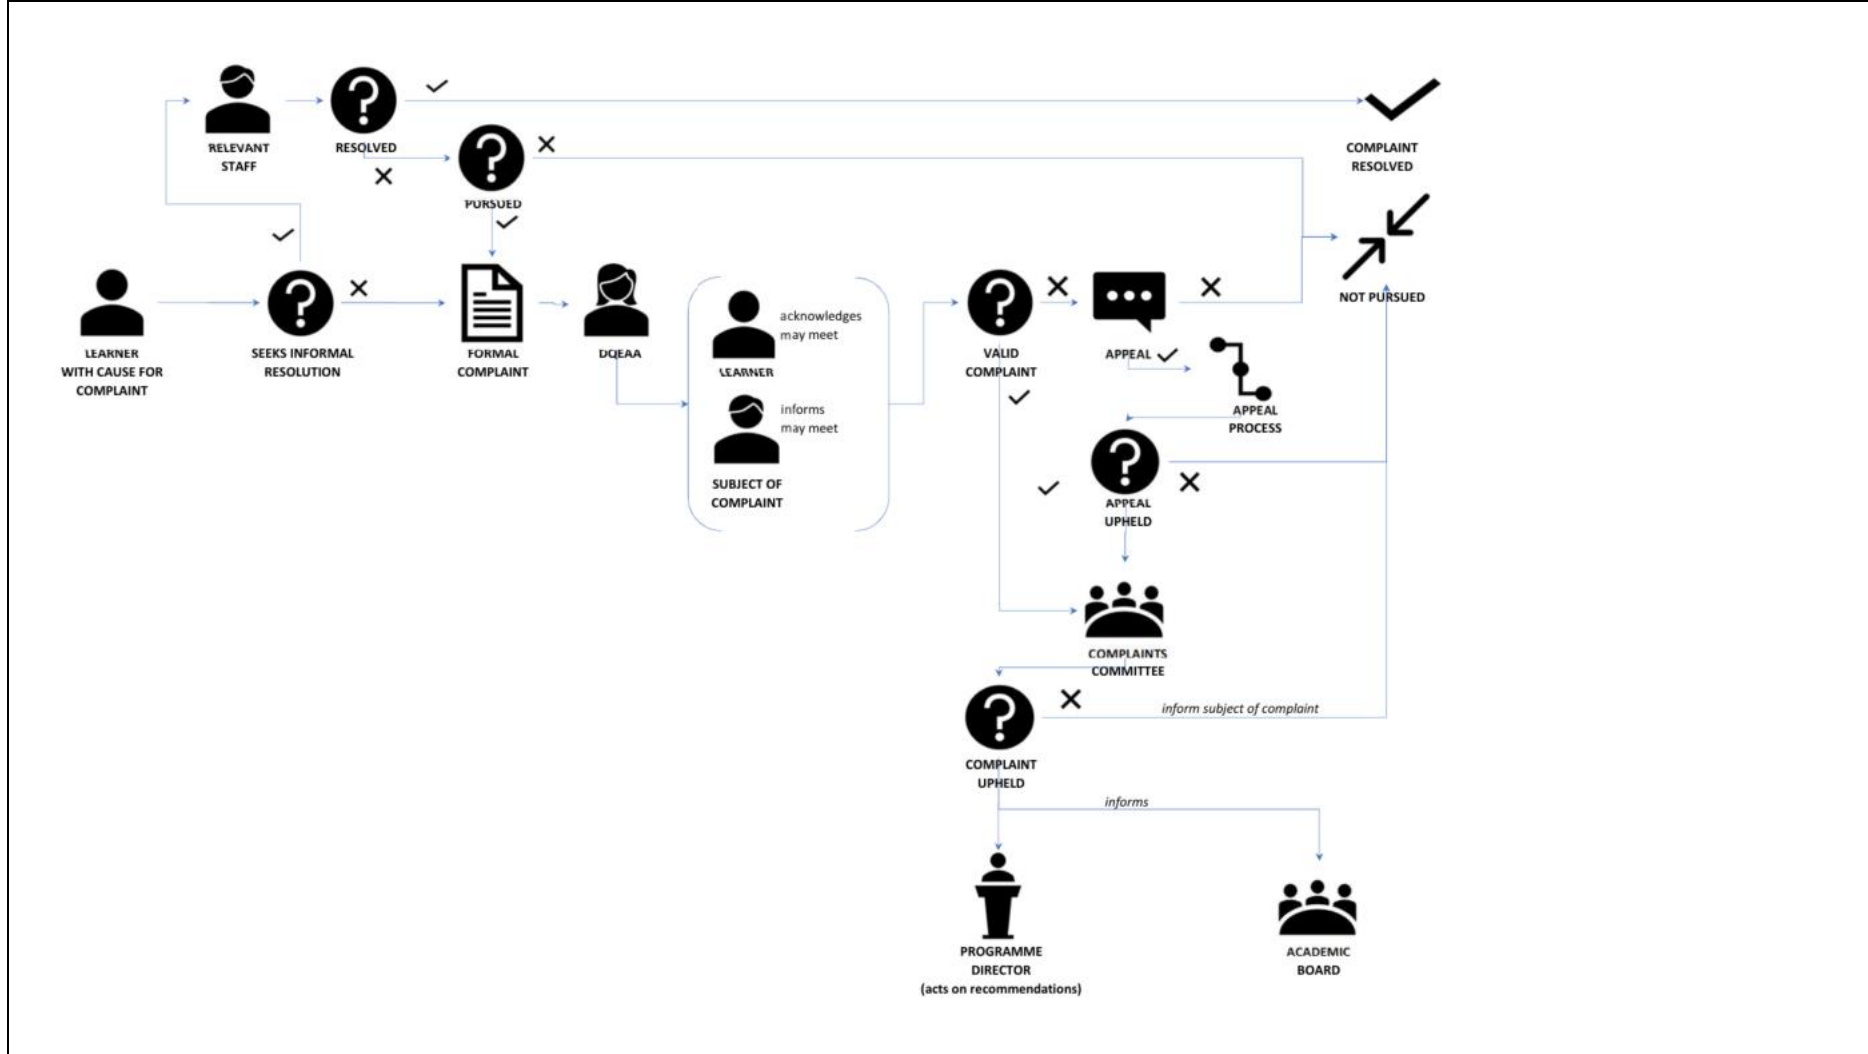 RELEVANT
STAFF
RESOLVED
PURSUED
COMPLAINT
RESOLVED
NOT PURSUED
LEARNER
WITH CAUSE FOR
COMPLAINT
SEEKS INFORMAL
RESOLUTION
FORMAL
COMPLAINT
DQEAA
acknowledges
may meet
LEARNER
informs
may meet
SUBJECT OF
COMPLAINT
VALID
COMPLAINT
APPEAL
APPEAL
PROCESS
APPEAL
UPHELD
COMPLAINTS
COMMITTEE
inform subject of complaint
COMPLAINT
UPHELD
informs
PROGRAMME
DIRECTOR
(acts on recommendations)
ACADEMIC
BOARD